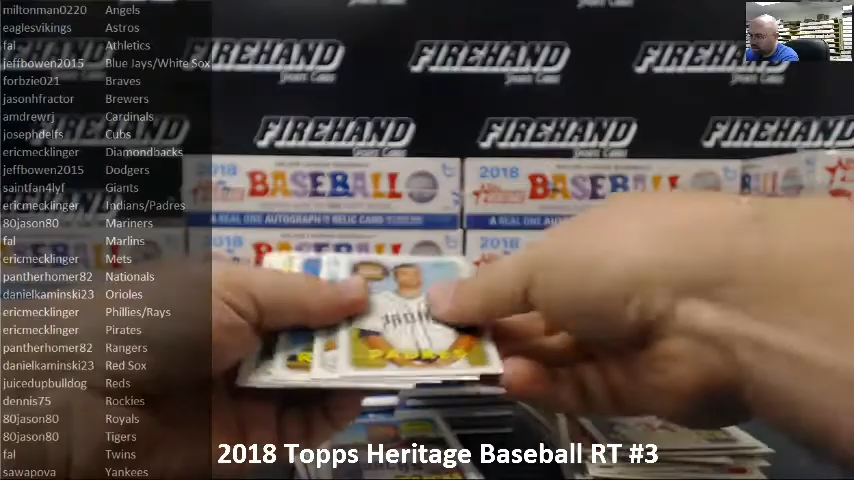 miltonman0220 Angels
eaglesvikings Astros
fal Athletics
jeffbowen2015 Blue Jays/White Sox
forbzie021 Braves
jasonhfractor Brewers
amdrewrj Cardinals
josephdelfs Cubs
ericmecklinger Diamondbacks
jeffbowen2015 Dodgers
saintfan4lyf Giants
ericmecklinger Indians/Padres
80jason80 Mariners
fal Marlins
ericmecklinger Mets
pantherhomer82 Nationals
danielkaminski23 Orioles
ericmecklinger Phillies/Rays
ericmecklinger Pirates
pantherhomer82 Rangers
danielkaminski23 Red Sox
juicedupbulldog Reds
dennis75 Rockies
80jason80 Royals
80jason80 Tigers
fal Twins
sawapova Yankees
FIREHAND FIREHAND FIREHAND
FIREHAND FIREHAND FIREHAND
2018 BASEBALL 2018 BASEBALL
A REAL ONE AUTOGRAPH OR RELIC CARD
2018 2018
PADRES
2018 Topps Heritage Baseball RT #3